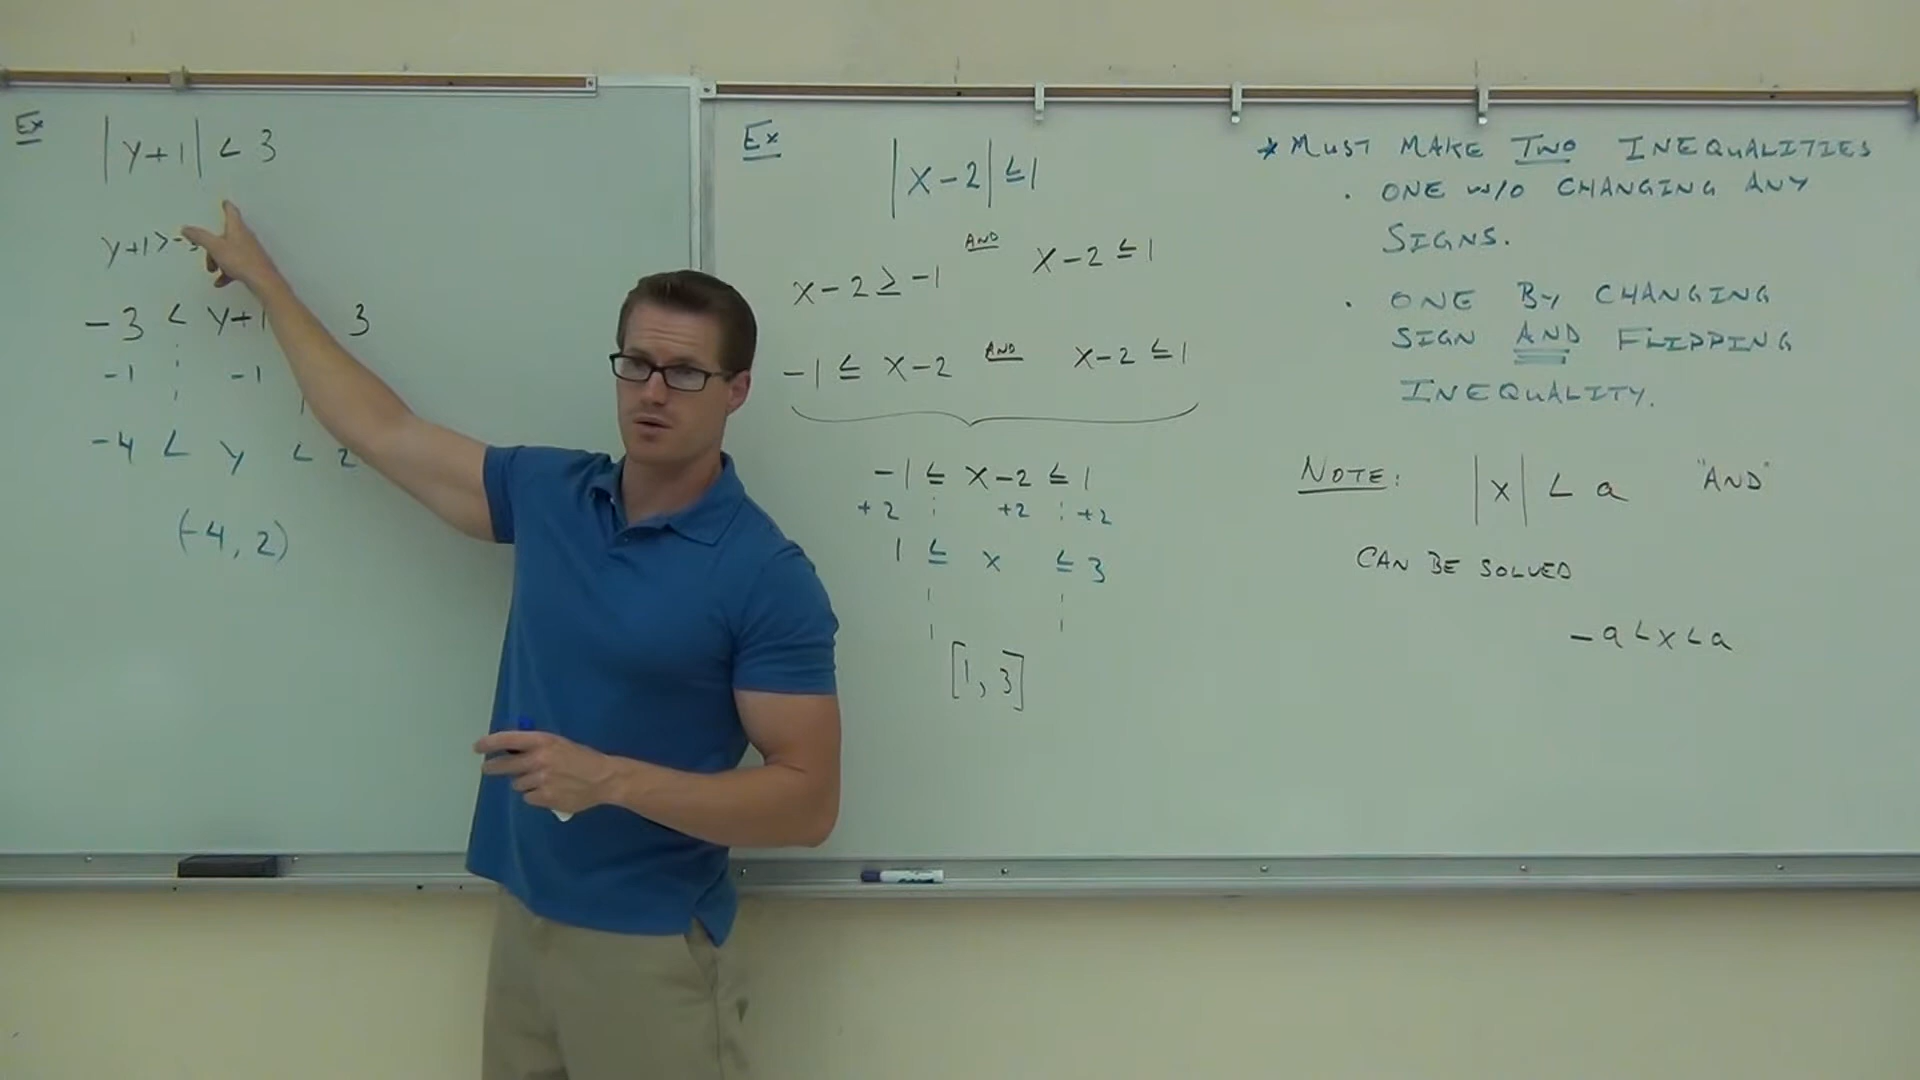 Ex
|y+1| < 3
y+1>-3
-3 < y+1 3
-1 -1
-4 < y < 2
(-4, 2)
Ex
|x-2| ≤ 1
x-2 ≥ -1 AND x-2 ≤ 1
-1 ≤ x-2 AND x-2 ≤ 1
-1 ≤ x-2 ≤ 1
+2 +2 +2
1 ≤ x ≤ 3
[1, 3]
* MUST MAKE TWO INEQUALITIES
· ONE W/O CHANGING ANY
SIGNS.
· ONE BY CHANGING
SIGN AND FLIPPING
INEQUALITY.
NOTE: |x| < a "AND"
CAN BE SOLVED
-a < x < a